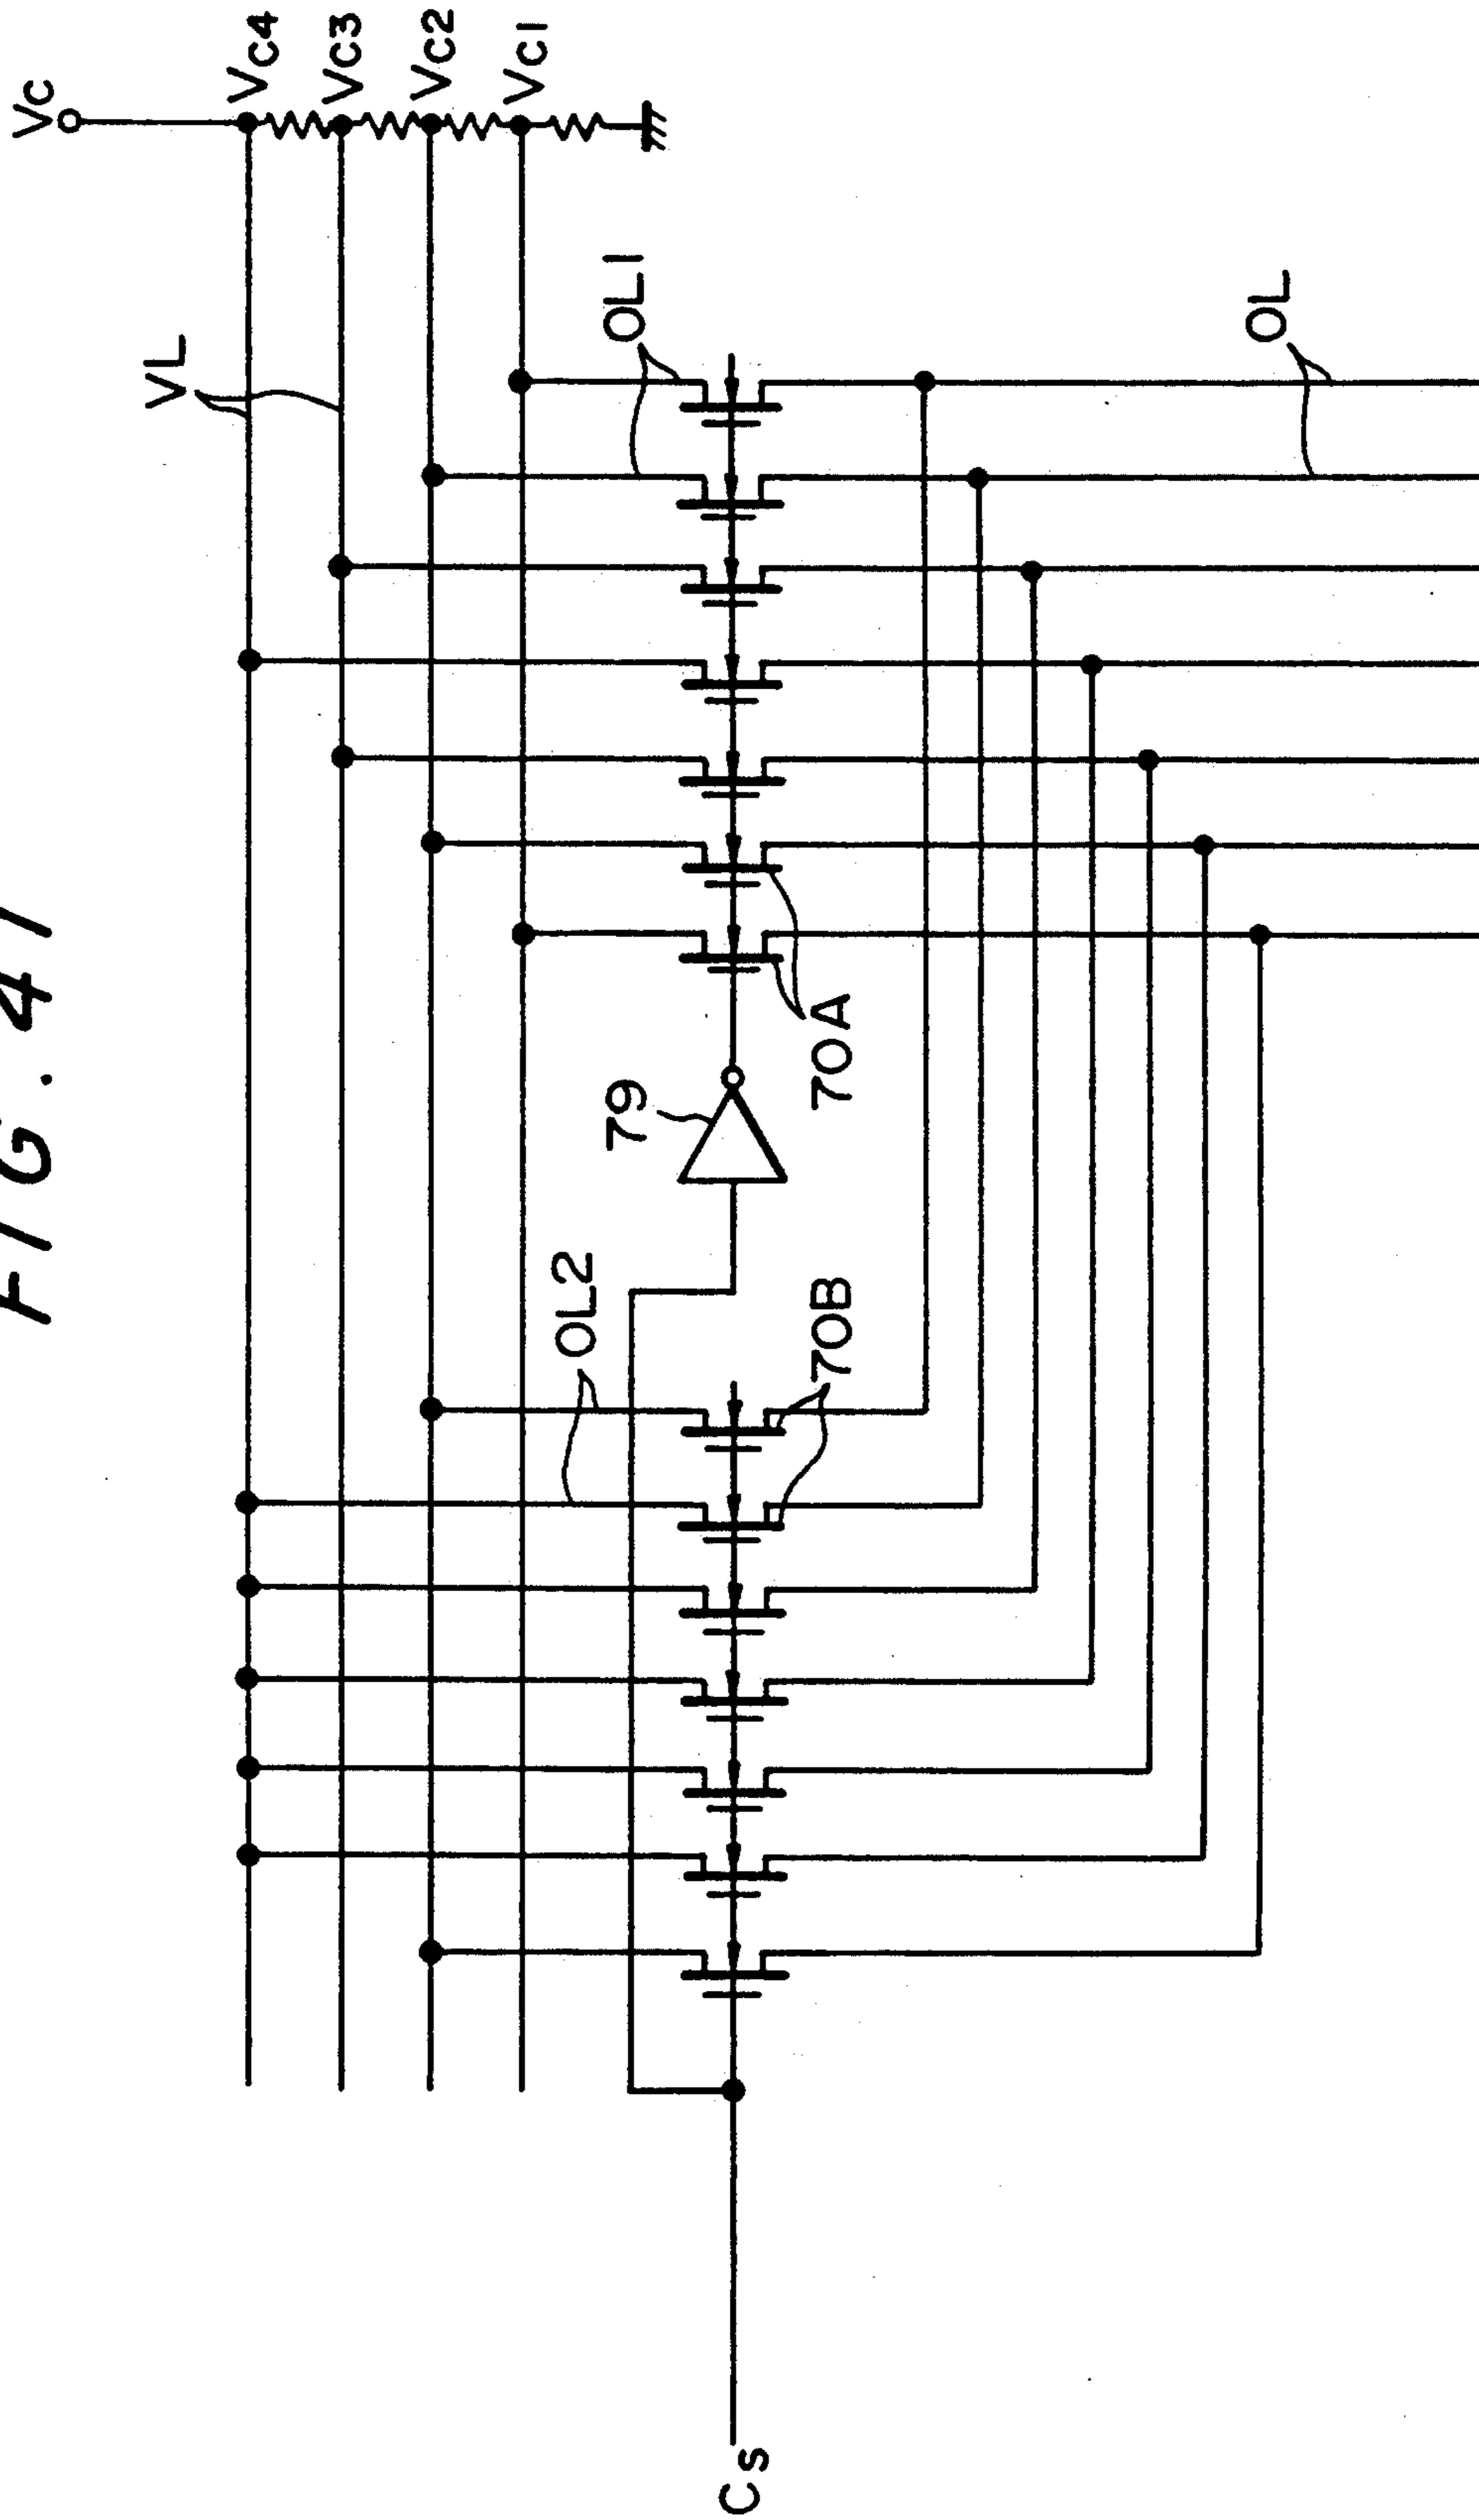 FIG. 41
Vc
Vc4
Vc3
Vc2
Vc1
VL
OL1
OL2
79
70A
70B
OL
Cs